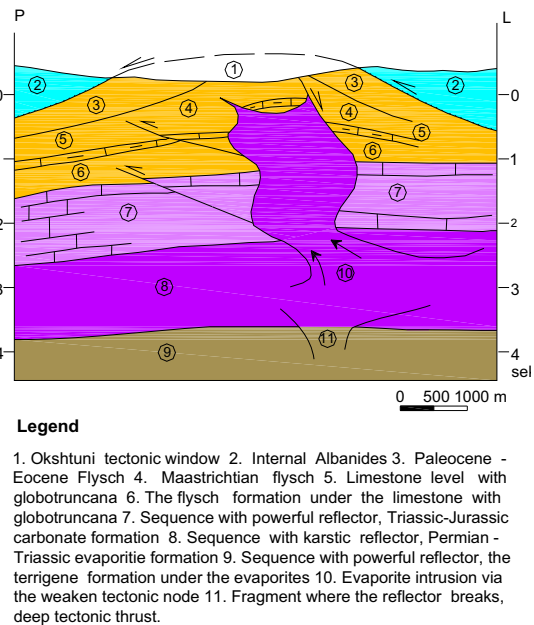 P L
1
2 3 3 2
0 0
3 4 4
5 5
6
1 1
6
7
7
2 2
10
8
3 3
11
9
4 4
sel
0 500 1000 m
Legend
1. Okshtuni tectonic window 2. Internal Albanides 3. Paleocene -
Eocene Flysch 4. Maastrichtian flysch 5. Limestone level with
globotruncana 6. The flysch formation under the limestone with
globotruncana 7. Sequence with powerful reflector, Triassic-Jurassic
carbonate formation 8. Sequence with karstic reflector, Permian -
Triassic evaporitie formation 9. Sequence with powerful reflector, the
terrigene formation under the evaporites 10. Evaporite intrusion via
the weaken tectonic node 11. Fragment where the reflector breaks,
deep tectonic thrust.